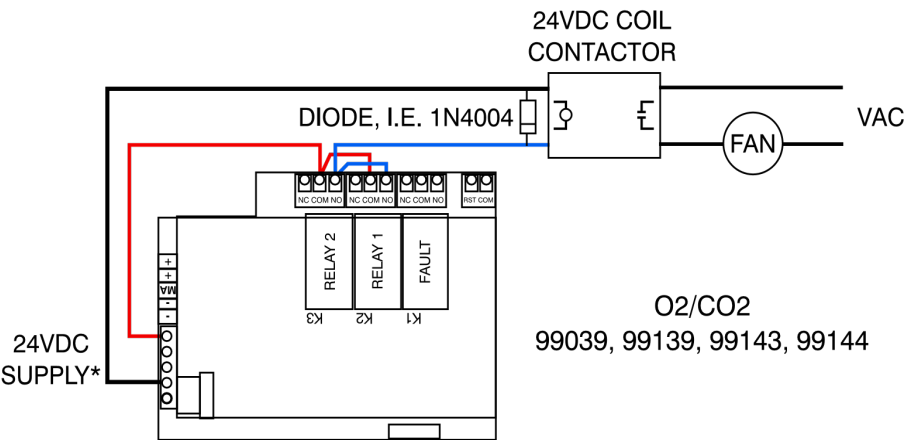 24VDC COIL
CONTACTOR
DIODE, I.E. 1N4004
VAC
FAN
NC COM NO NC COM NO NC COM NO RST COM
RELAY 2
RELAY 1
FAULT
K3
K2
K1
+
+
MA
-
-
24VDC
SUPPLY*
O2/CO2
99039, 99139, 99143, 99144